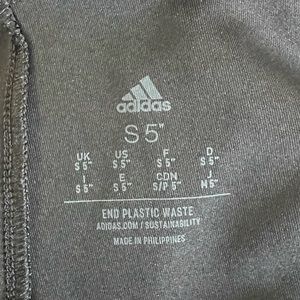 adidas
S 5"
UK US F D
S 5" S 5" S 5" S 5"
I E CDN J
S 5" S 5" S/P 5" M 5"
END PLASTIC WASTE
ADIDAS.COM/SUSTAINABILITY
MADE IN PHILIPPINES